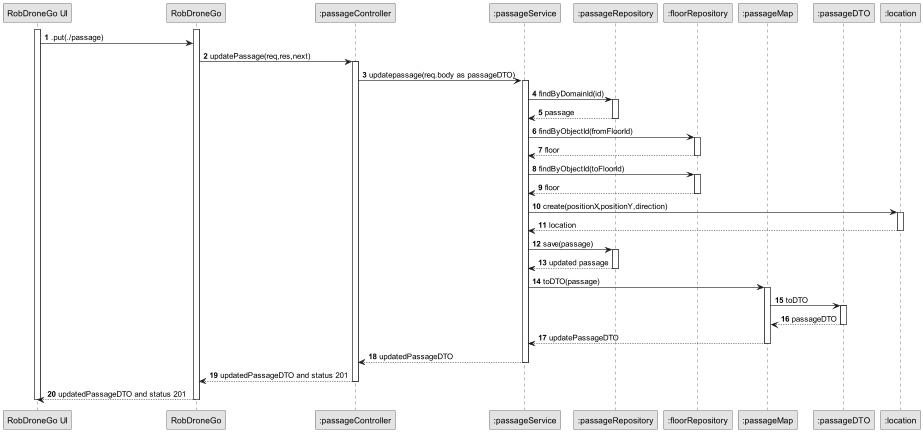 RobDroneGo UI
RobDroneGo
:passageController
:passageService
:passageRepository
:floorRepository
:passageMap
:passageDTO
:location
1 .put(./passage)
2 updatePassage(req,res,next)
3 updatepassage(req.body as passageDTO)
4 findByDomainId(id)
5 passage
6 findByObjectId(fromFloorId)
7 floor
8 findByObjectId(toFloorId)
9 floor
10 create(positionX,positionY,direction)
11 location
12 save(passage)
13 updated passage
14 toDTO(passage)
15 toDTO
16 passageDTO
17 updatePassageDTO
18 updatedPassageDTO
19 updatedPassageDTO and status 201
20 updatedPassageDTO and status 201
RobDroneGo UI
RobDroneGo
:passageController
:passageService
:passageRepository
:floorRepository
:passageMap
:passageDTO
:location